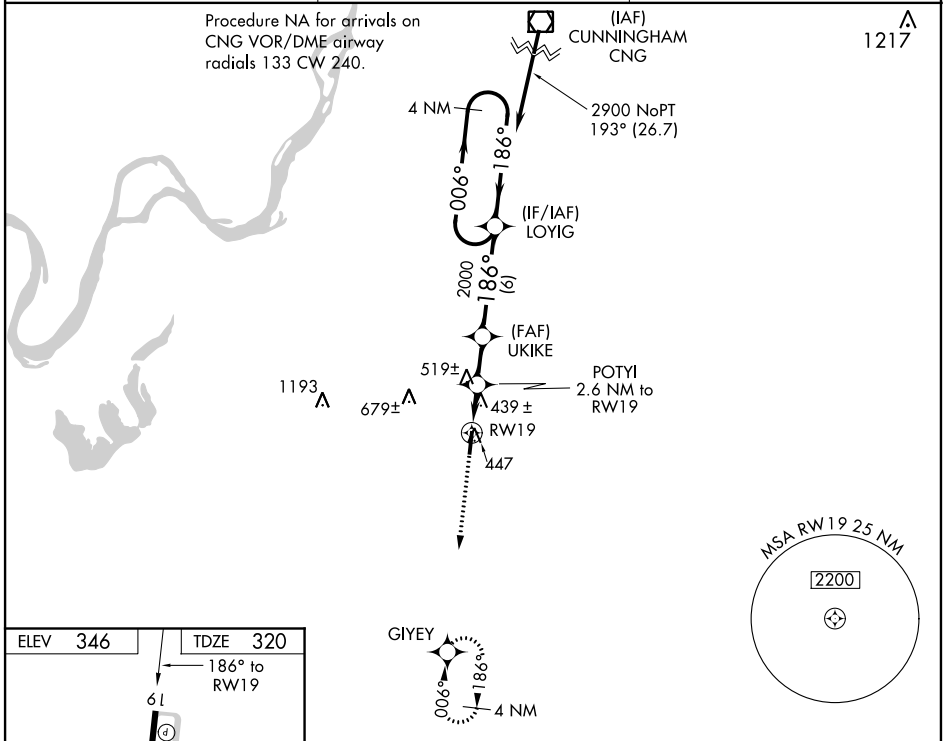 Procedure NA for arrivals on
CNG VOR/DME airway
radials 133 CW 240.
(IAF)
CUNNINGHAM
CNG
1217
2900 NoPT
193° (26.7)
4 NM
186°
006°
(IF/IAF)
LOYIG
2000
186°
(6)
(FAF)
UKIKE
519±
POTYI
2.6 NM to
RW19
1193
679±
439 ±
RW19
447
MSA RW19 25 NM
2200
GIYEY
186°
006°
4 NM
ELEV 346
TDZE 320
186° to
RW19
19
P